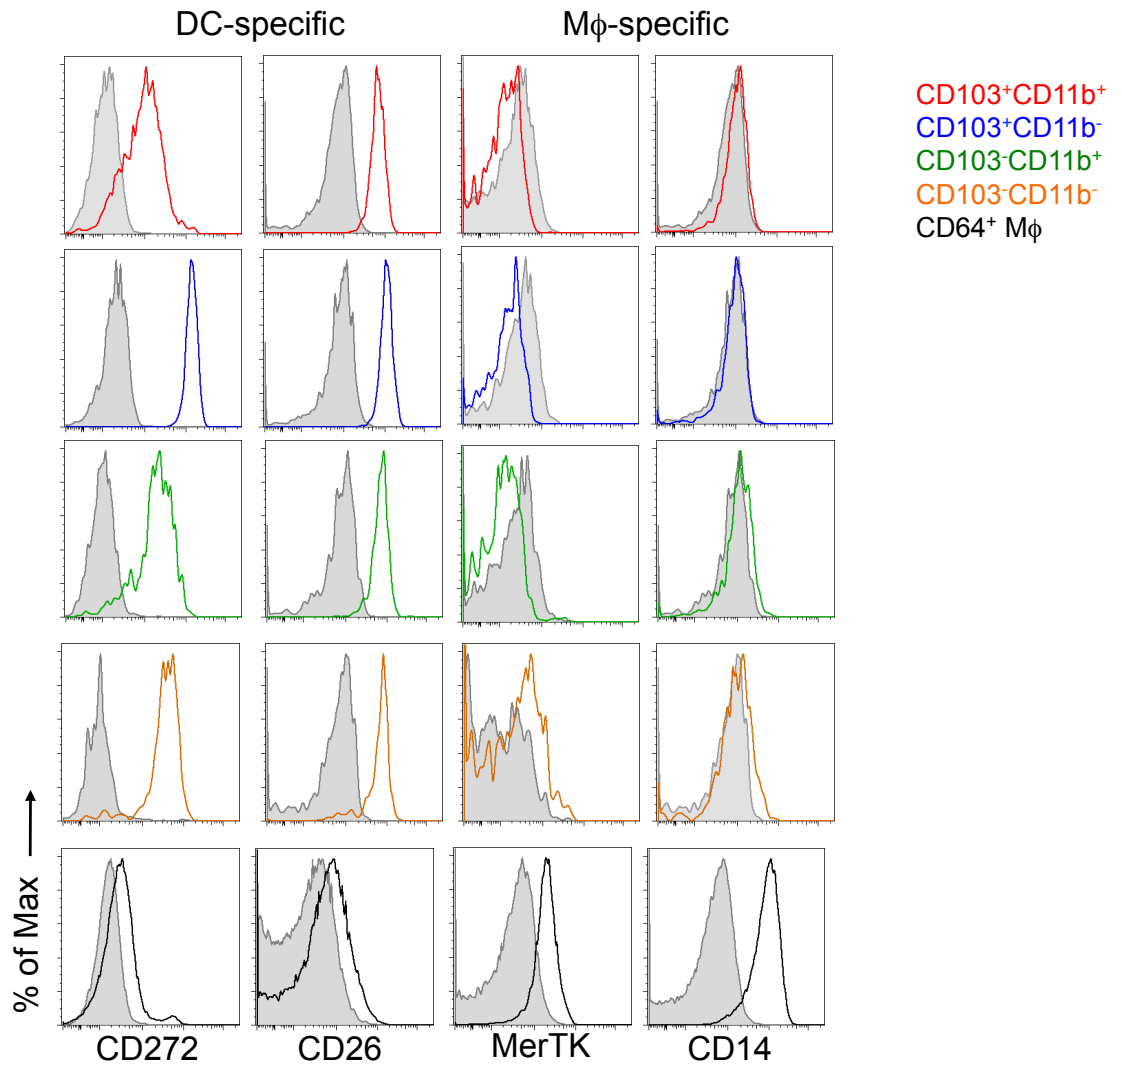 DC-specific Mϕ-specific
CD103⁺CD11b⁺
CD103⁺CD11b⁻
CD103⁻CD11b⁺
CD103⁻CD11b⁻
CD64⁺ Mϕ
% of Max
CD272 CD26 MerTK CD14